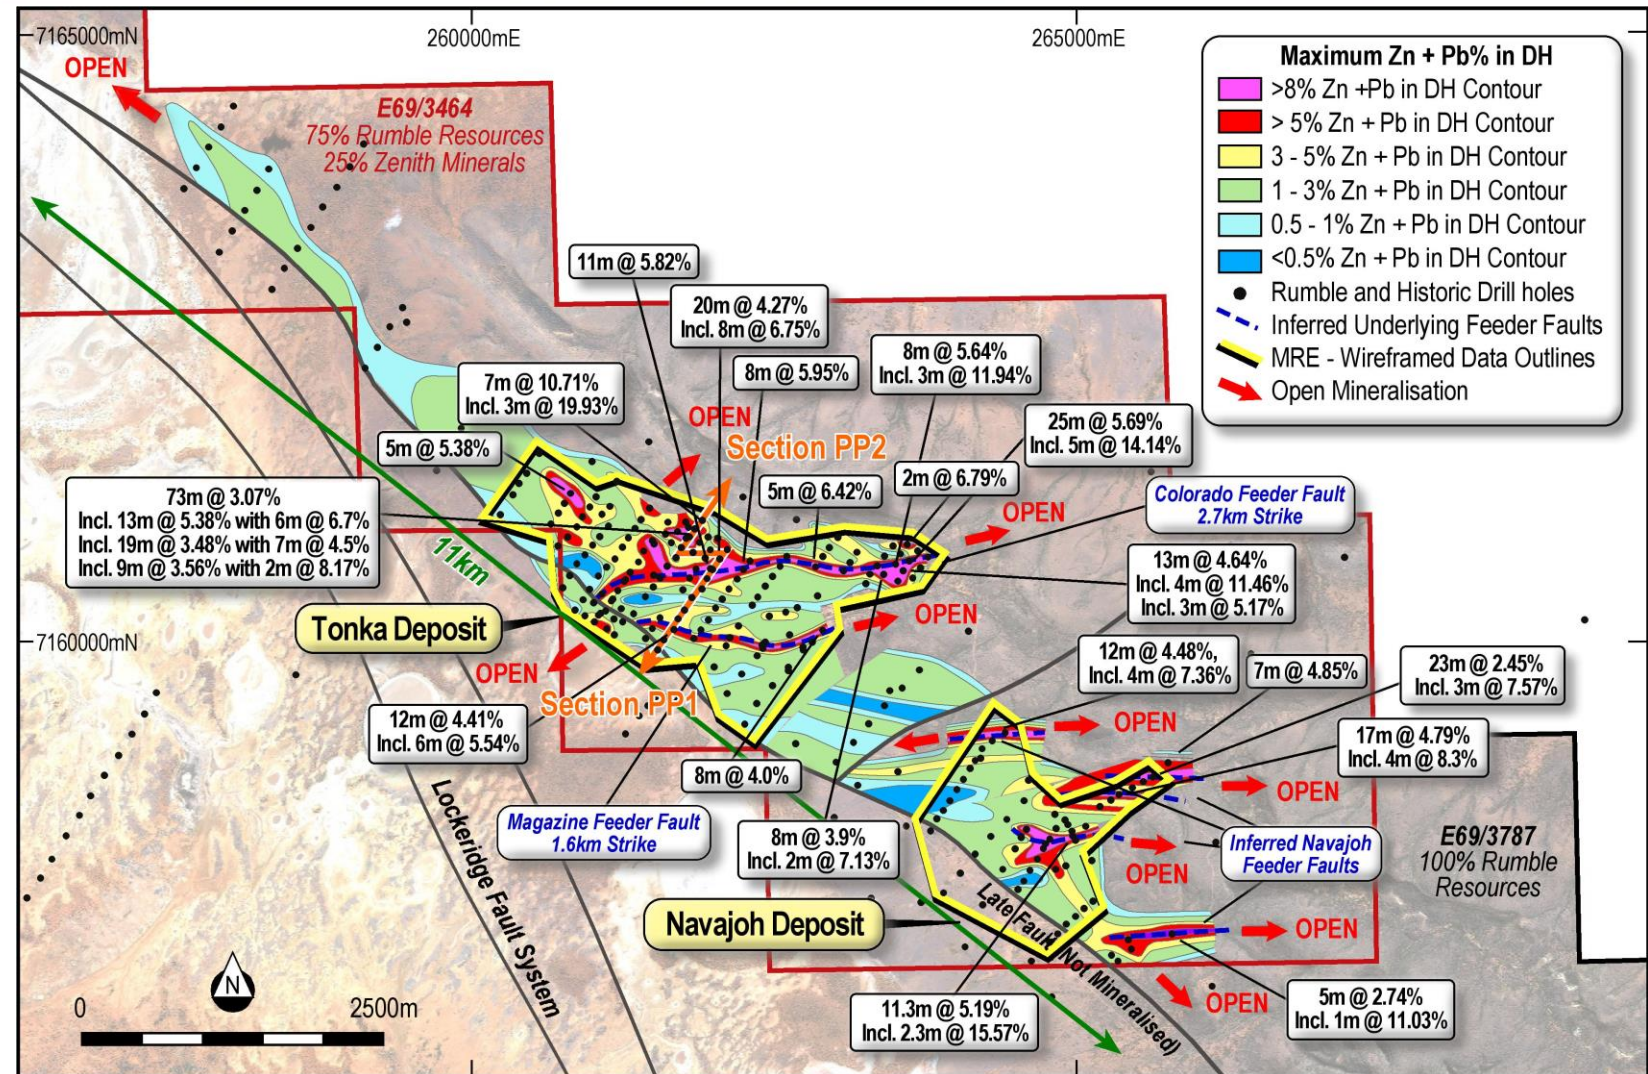 7165000mN
260000mE
265000mE
OPEN
E69/3464
75% Rumble Resources
25% Zenith Minerals
Maximum Zn + Pb% in DH
>8% Zn +Pb in DH Contour
> 5% Zn + Pb in DH Contour
3 - 5% Zn + Pb in DH Contour
1 - 3% Zn + Pb in DH Contour
0.5 - 1% Zn + Pb in DH Contour
<0.5% Zn + Pb in DH Contour
Rumble and Historic Drill holes
Inferred Underlying Feeder Faults
MRE - Wireframed Data Outlines
Open Mineralisation
11m @ 5.82%
20m @ 4.27%
Incl. 8m @ 6.75%
8m @ 5.64%
Incl. 3m @ 11.94%
8m @ 5.95%
7m @ 10.71%
Incl. 3m @ 19.93%
OPEN
25m @ 5.69%
Incl. 5m @ 14.14%
5m @ 5.38%
Section PP2
2m @ 6.79%
5m @ 6.42%
73m @ 3.07%
Incl. 13m @ 5.38% with 6m @ 6.7%
Incl. 19m @ 3.48% with 7m @ 4.5%
Incl. 9m @ 3.56% with 2m @ 8.17%
Colorado Feeder Fault
2.7km Strike
OPEN
11km
13m @ 4.64%
Incl. 4m @ 11.46%
Incl. 3m @ 5.17%
Tonka Deposit
OPEN
7160000mN
12m @ 4.48%,
Incl. 4m @ 7.36%
7m @ 4.85%
23m @ 2.45%
Incl. 3m @ 7.57%
OPEN
Section PP1
12m @ 4.41%
Incl. 6m @ 5.54%
OPEN
17m @ 4.79%
Incl. 4m @ 8.3%
8m @ 4.0%
OPEN
Lockeridge Fault System
Magazine Feeder Fault
1.6km Strike
8m @ 3.9%
Incl. 2m @ 7.13%
Inferred Navajoh
Feeder Faults
E69/3787
100% Rumble
Resources
OPEN
Navajoh Deposit
Late Fault (Not Mineralised)
OPEN
N
0
2500m
11.3m @ 5.19%
Incl. 2.3m @ 15.57%
OPEN
5m @ 2.74%
Incl. 1m @ 11.03%